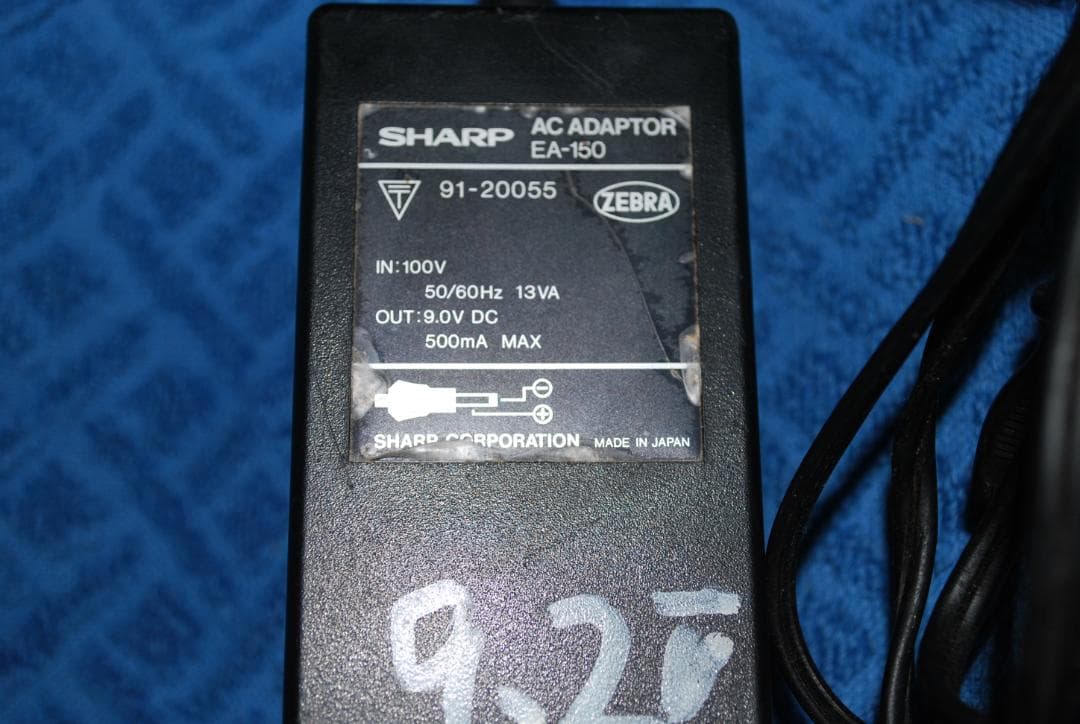 SHARP AC ADAPTOR
EA-150
91-20055 ZEBRA
IN:100V
50/60Hz 13VA
OUT:9.0V DC
500mA MAX
SHARP CORPORATION MADE IN JAPAN
9.2